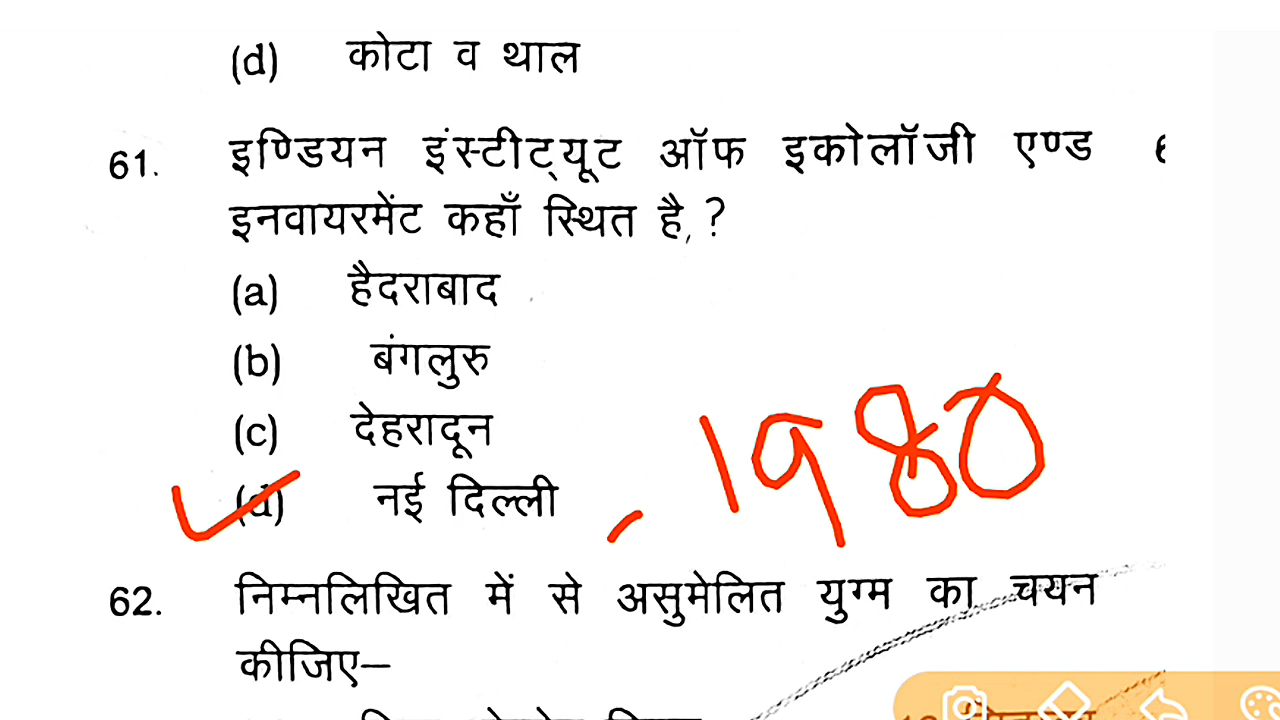 (d) कोटा व थाल
61. इण्डियन इंस्टीट्यूट ऑफ इकोलॉजी एण्ड
इनवायरमेंट कहाँ स्थित है, ?
(a) हैदराबाद
(b) बंगलुरु
(c) देहरादून
(d) नई दिल्ली - 1980
62. निम्नलिखित में से असुमेलित युग्म का चयन
कीजिए–